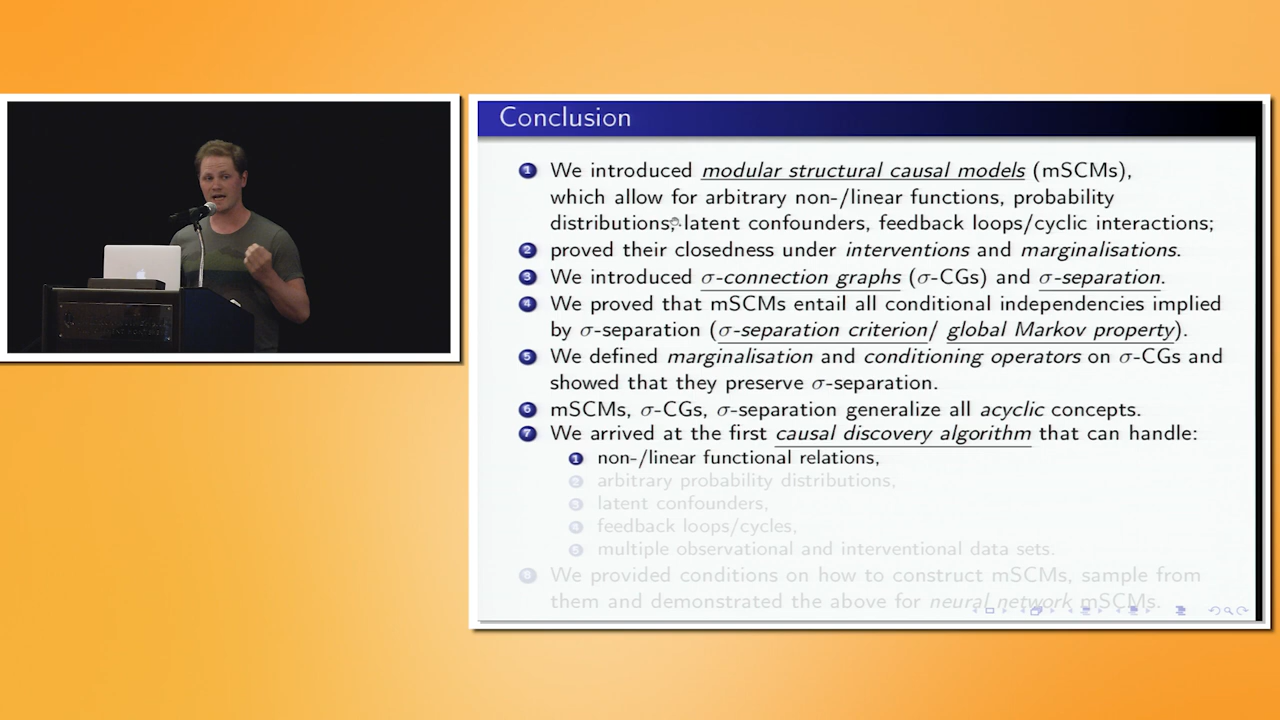 Conclusion
1 We introduced modular structural causal models (mSCMs),
which allow for arbitrary non-/linear functions, probability
distributions, latent confounders, feedback loops/cyclic interactions;
2 proved their closedness under interventions and marginalisations.
3 We introduced σ-connection graphs (σ-CGs) and σ-separation.
4 We proved that mSCMs entail all conditional independencies implied
by σ-separation (σ-separation criterion/ global Markov property).
5 We defined marginalisation and conditioning operators on σ-CGs and
showed that they preserve σ-separation.
6 mSCMs, σ-CGs, σ-separation generalize all acyclic concepts.
7 We arrived at the first causal discovery algorithm that can handle:
1 non-/linear functional relations,
2 arbitrary probability distributions,
3 latent confounders,
4 feedback loops/cycles,
5 multiple observational and interventional data sets.
8 We provided conditions on how to construct mSCMs, sample from
them and demonstrated the above for neural network mSCMs.